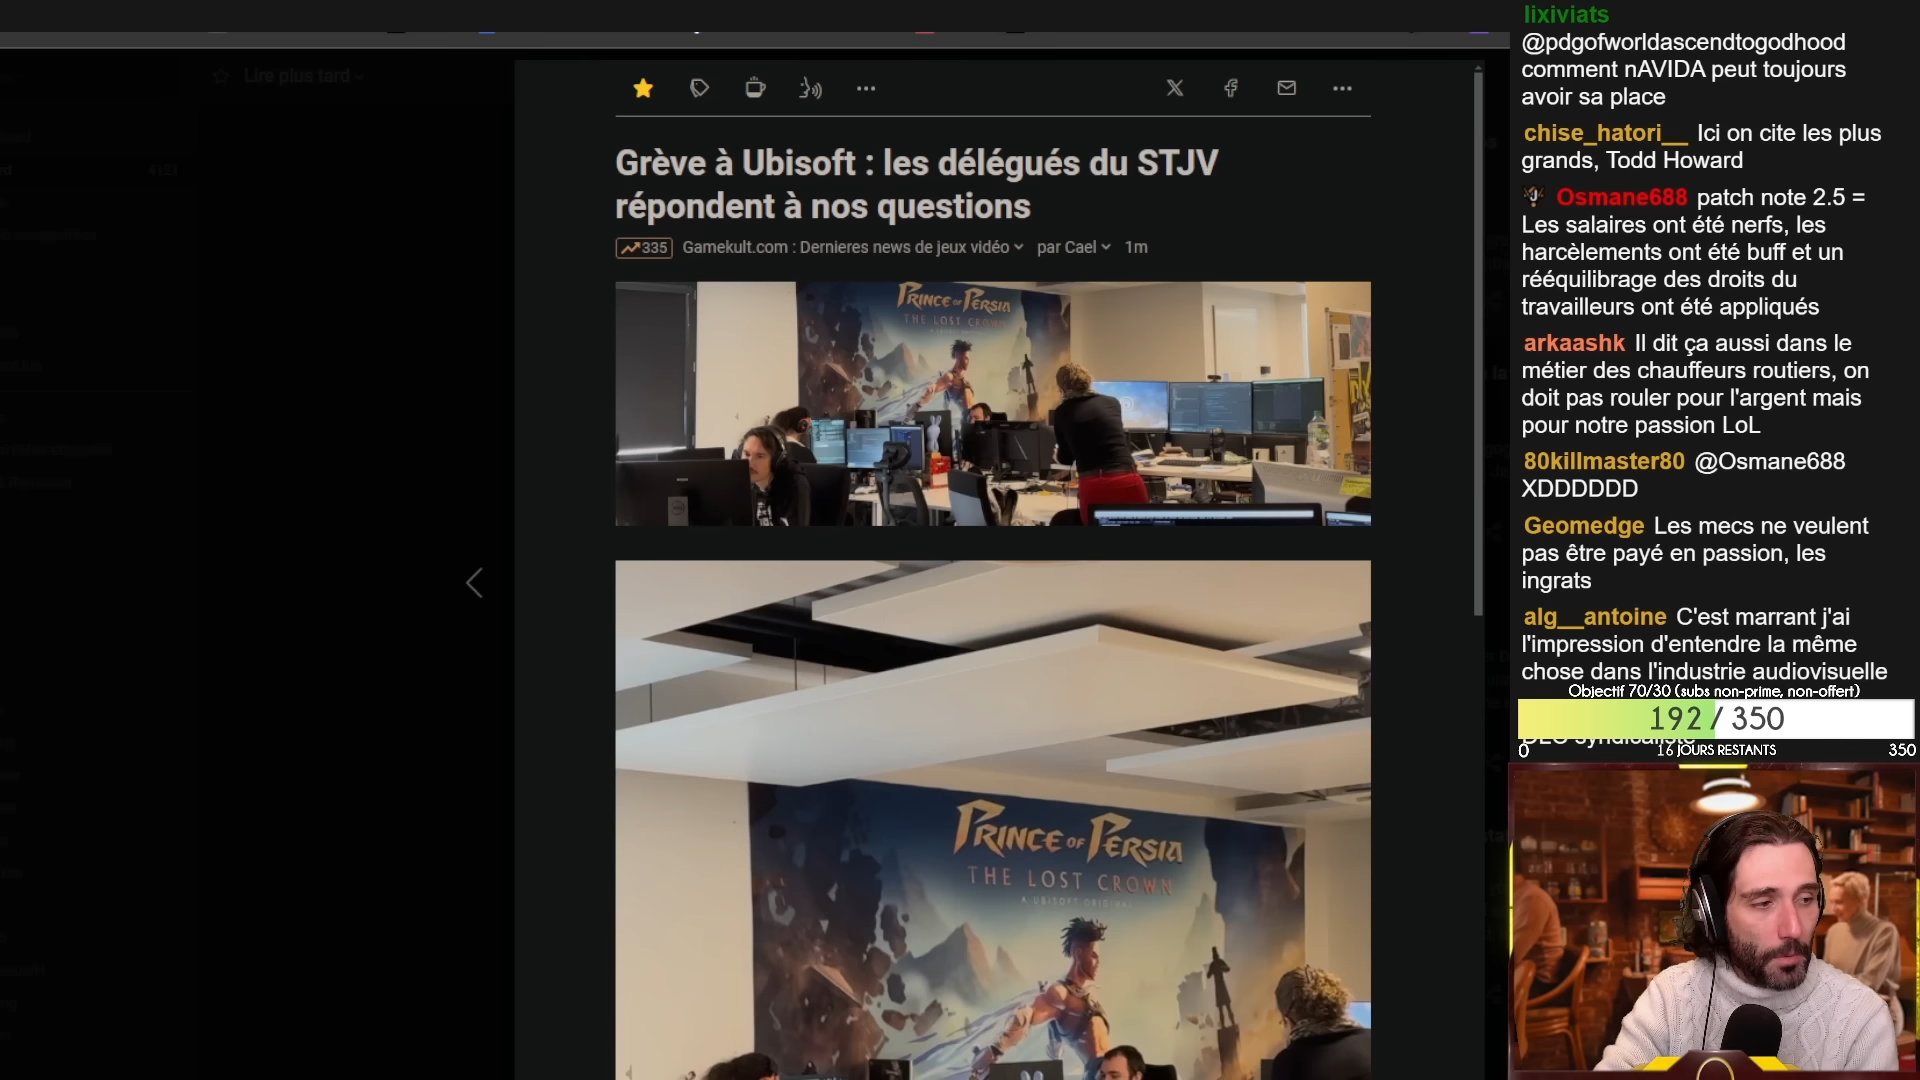 Lire plus tard
4171
Grève à Ubisoft : les délégués du STJV
répondent à nos questions
335 Gamekult.com : Dernieres news de jeux vidéo par Cael 1m
PRINCE OF PERSIA
THE LOST CROWN
PRINCE OF PERSIA
THE LOST CROWN
A UBISOFT ORIGINAL
lixiviats
@pdgofworldascendtogodhood
comment nAVIDA peut toujours
avoir sa place
chise_hatori__ Ici on cite les plus
grands, Todd Howard
Osmane688 patch note 2.5 =
Les salaires ont été nerfs, les
harcèlements ont été buff et un
rééquilibrage des droits du
travailleurs ont été appliqués
arkaashk Il dit ça aussi dans le
métier des chauffeurs routiers, on
doit pas rouler pour l'argent mais
pour notre passion LoL
80killmaster80 @Osmane688
XDDDDDD
Geomedge Les mecs ne veulent
pas être payé en passion, les
ingrats
alg__antoine C'est marrant j'ai
l'impression d'entendre la même
chose dans l'industrie audiovisuelle
Objectif 70/30 (subs non-prime, non-offert)
192 / 350
0 16 JOURS RESTANTS 350